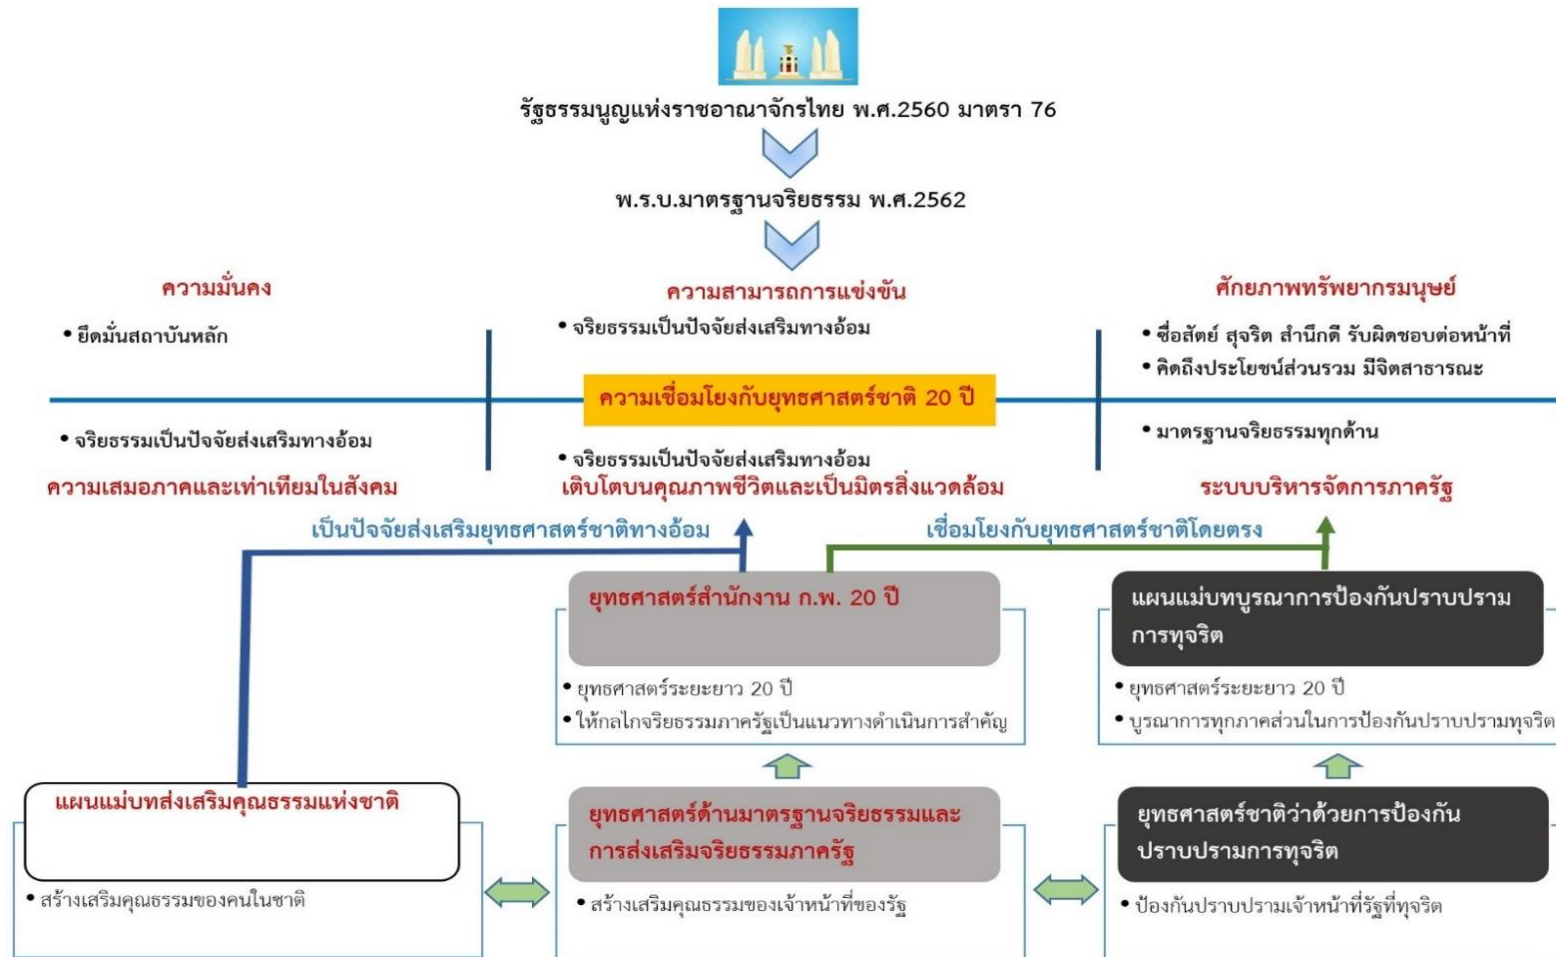 รัฐธรรมนูญแห่งราชอาณาจักรไทย พ.ศ.2560 มาตรา 76
พ.ร.บ.มาตรฐานจริยธรรม พ.ศ.2562
ความมั่นคง
• ยึดมั่นสถาบันหลัก
ความสามารถการแข่งขัน
• จริยธรรมเป็นปัจจัยส่งเสริมทางอ้อม
ศักยภาพทรัพยากรมนุษย์
• ซื่อสัตย์ สุจริต สำนึกดี รับผิดชอบต่อหน้าที่
• คิดถึงประโยชน์ส่วนรวม มีจิตสาธารณะ
ความเชื่อมโยงกับยุทธศาสตร์ชาติ 20 ปี
• จริยธรรมเป็นปัจจัยส่งเสริมทางอ้อม
ความเสมอภาคและเท่าเทียมในสังคม
• จริยธรรมเป็นปัจจัยส่งเสริมทางอ้อม
เติบโตบนคุณภาพชีวิตและเป็นมิตรสิ่งแวดล้อม
• มาตรฐานจริยธรรมทุกด้าน
ระบบบริหารจัดการภาครัฐ
เป็นปัจจัยส่งเสริมยุทธศาสตร์ชาติทางอ้อม
เชื่อมโยงกับยุทธศาสตร์ชาติโดยตรง
ยุทธศาสตร์สำนักงาน ก.พ. 20 ปี
• ยุทธศาสตร์ระยะยาว 20 ปี
• ให้กลไกจริยธรรมภาครัฐเป็นแนวทางดำเนินการสำคัญ
แผนแม่บทบูรณาการป้องกันปราบปราม
การทุจริต
• ยุทธศาสตร์ระยะยาว 20 ปี
• บูรณาการทุกภาคส่วนในการป้องกันปราบปรามทุจริต
แผนแม่บทส่งเสริมคุณธรรมแห่งชาติ
• สร้างเสริมคุณธรรมของคนในชาติ
ยุทธศาสตร์ด้านมาตรฐานจริยธรรมและ
การส่งเสริมจริยธรรมภาครัฐ
• สร้างเสริมคุณธรรมของเจ้าหน้าที่ของรัฐ
ยุทธศาสตร์ชาติว่าด้วยการป้องกัน
ปราบปรามการทุจริต
• ป้องกันปราบปรามเจ้าหน้าที่รัฐที่ทุจริต